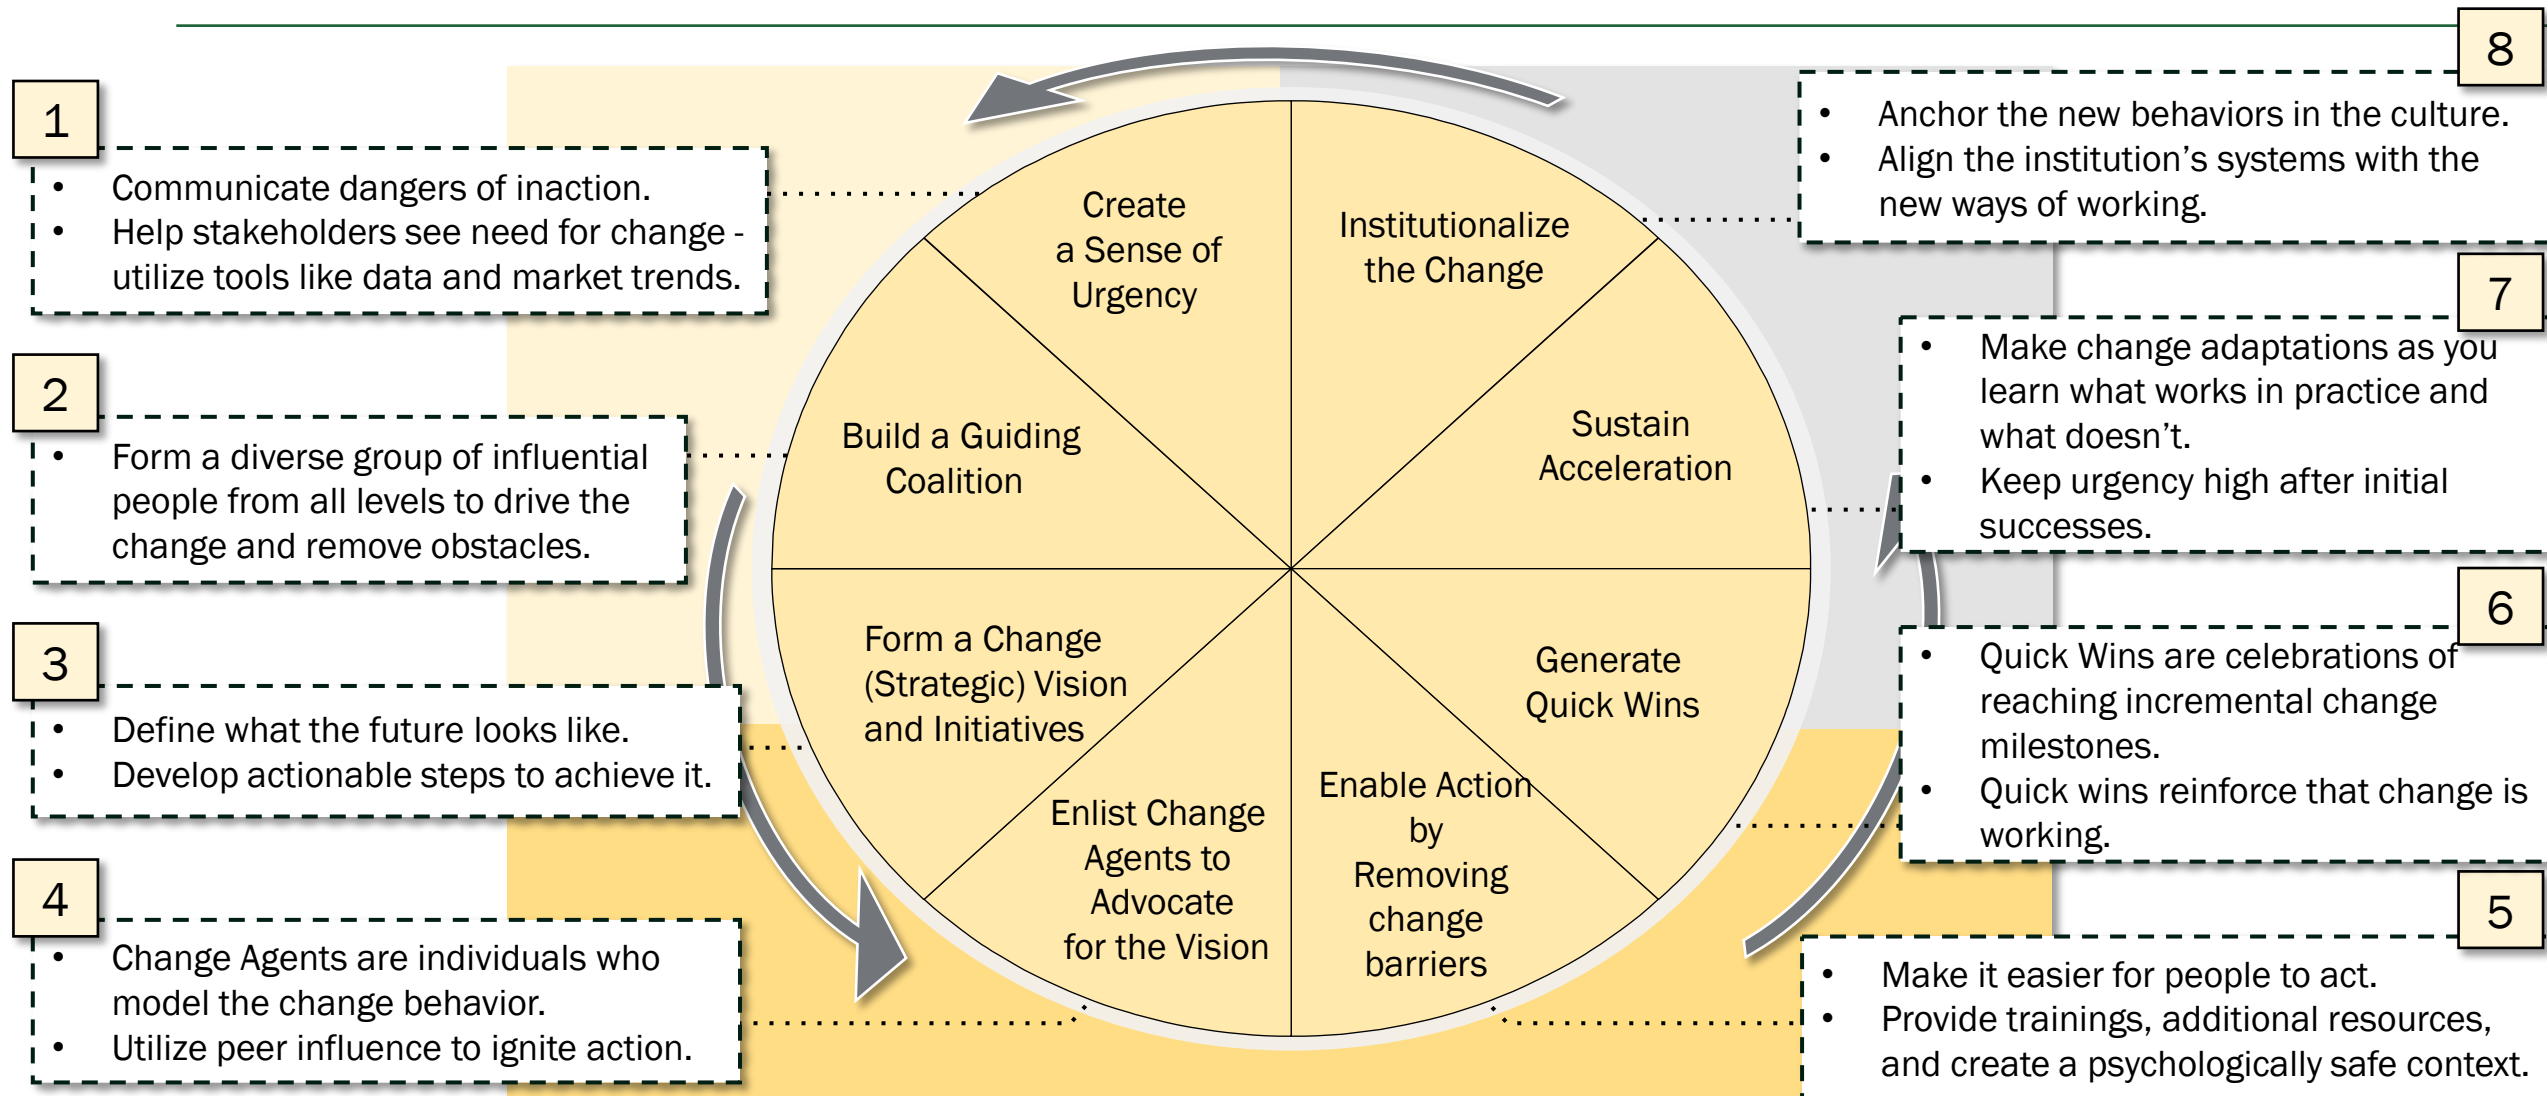 1
• Communicate dangers of inaction.
• Help stakeholders see need for change -
utilize tools like data and market trends.
2
• Form a diverse group of influential
people from all levels to drive the
change and remove obstacles.
3
• Define what the future looks like.
• Develop actionable steps to achieve it.
4
• Change Agents are individuals who
model the change behavior.
• Utilize peer influence to ignite action.
Create
a Sense of
Urgency
Build a Guiding
Coalition
Form a Change
(Strategic) Vision
and Initiatives
Enlist Change
Agents to
Advocate
for the Vision
Enable Action
by
Removing
change
barriers
Generate
Quick Wins
Sustain
Acceleration
Institutionalize
the Change
8
• Anchor the new behaviors in the culture.
• Align the institution’s systems with the
new ways of working.
7
• Make change adaptations as you
learn what works in practice and
what doesn’t.
• Keep urgency high after initial
successes.
6
• Quick Wins are celebrations of
reaching incremental change
milestones.
• Quick wins reinforce that change is
working.
5
• Make it easier for people to act.
• Provide trainings, additional resources,
and create a psychologically safe context.